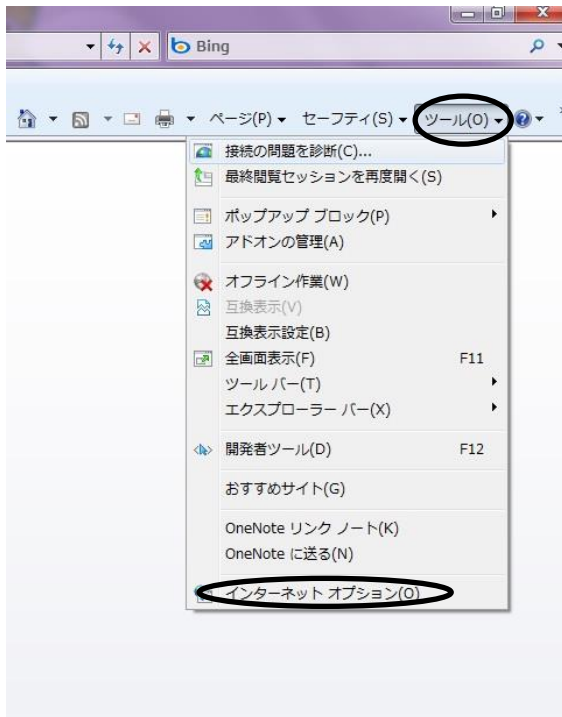 Bing
ページ(P) セーフティ(S) ツール(O)
接続の問題を診断(C)...
最終閲覧セッションを再度開く(S)
ポップアップ ブロック(P)
アドオンの管理(A)
オフライン作業(W)
互換表示(V)
互換表示設定(B)
全画面表示(F) F11
ツール バー(T)
エクスプローラー バー(X)
開発者ツール(D) F12
おすすめサイト(G)
OneNote リンク ノート(K)
OneNote に送る(N)
インターネット オプション(O)